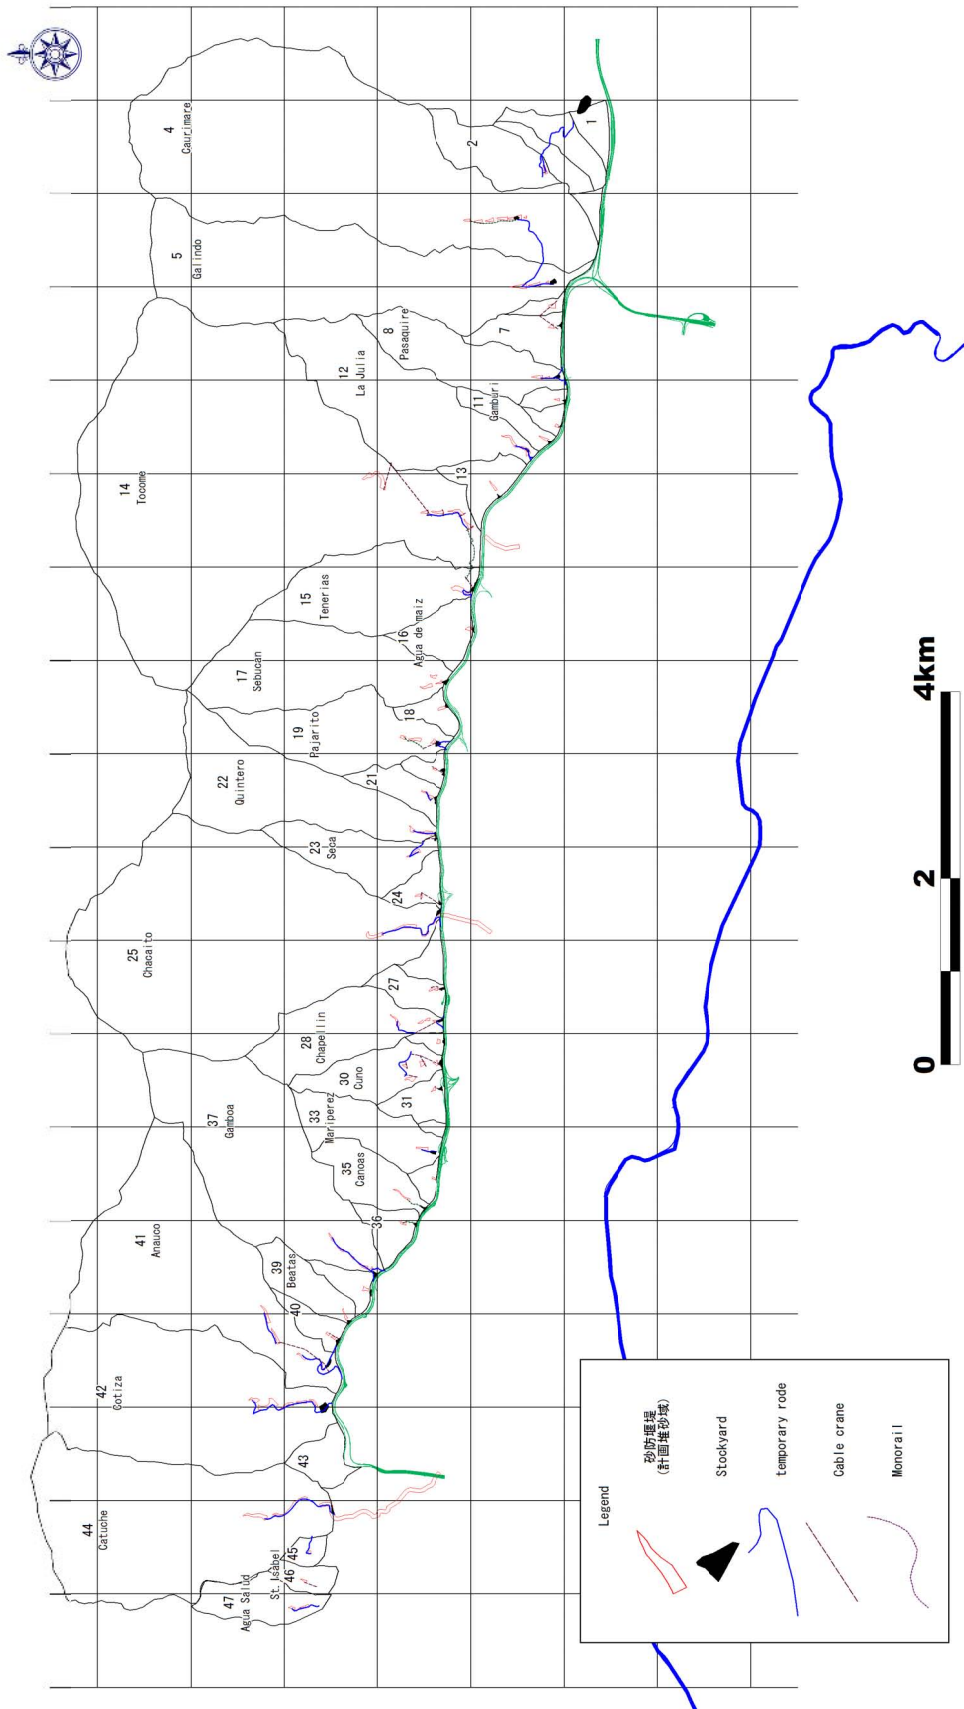 4
Caurimare
2
1
5
Galindo
8
Pasaquire
7
12
La Julia
11
Gamburi
14
Tocome
13
15
Tenerias
16
Agua de maiz
17
Sebucan
18
19
Pajarito
21
22
Quintero
23
Seca
24
25
Chacaito
27
28
Chapellin
30
Cuno
31
33
Mariperez
35
Canoas
36
37
Gamboa
39
Beatas
40
41
Anauco
42
Cotiza
43
44
Catuche
45
St. Isabel
46
47
Agua Salud
0 2 4km
Legend
砂防堰堤
(計画堆砂域)
Stockyard
temporary rode
Cable crane
Monorail